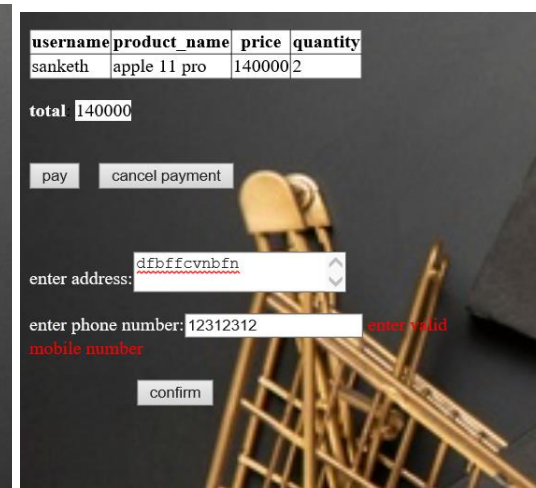 username product_name price quantity
sanketh apple 11 pro 140000 2
total: 140000
pay cancel payment
dfbffcvnbfn
enter address:
enter phone number: 12312312 enter valid
mobile number
confirm